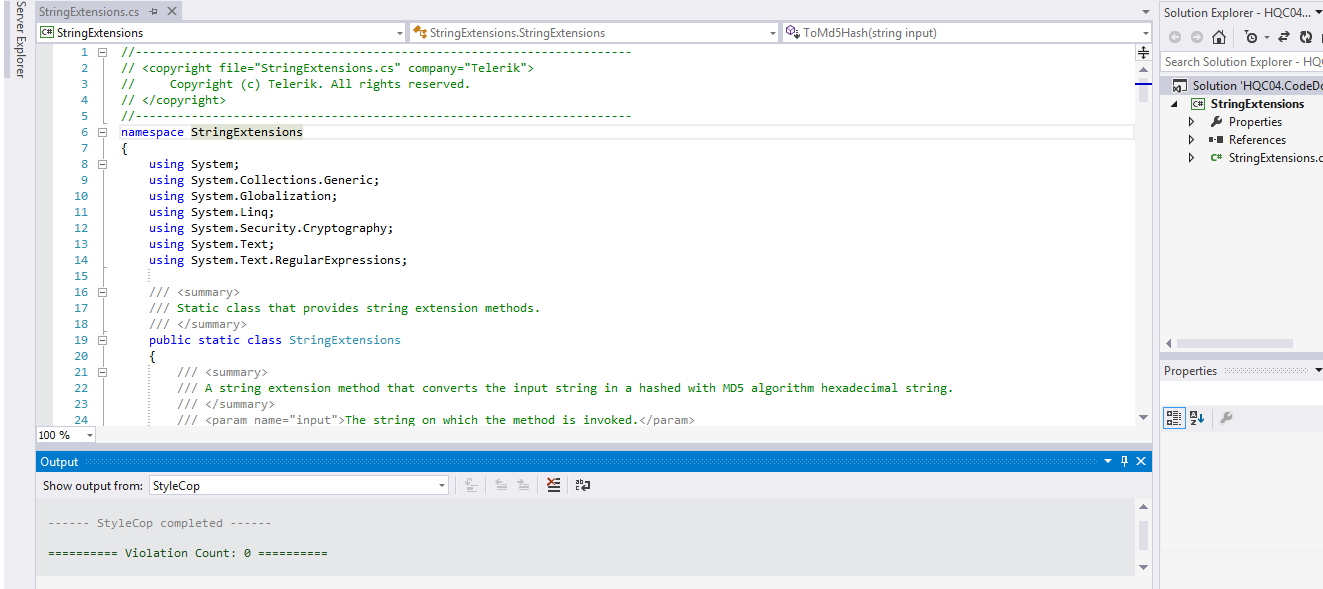 Server Explorer
StringExtensions.cs
StringExtensions
StringExtensions.StringExtensions
ToMd5Hash(string input)
1 //-----------------------------------------------------------------------
2 // <copyright file="StringExtensions.cs" company="Telerik">
3 //     Copyright (c) Telerik. All rights reserved.
4 // </copyright>
5 //-----------------------------------------------------------------------
6 namespace StringExtensions
7 {
8     using System;
9     using System.Collections.Generic;
10     using System.Globalization;
11     using System.Linq;
12     using System.Security.Cryptography;
13     using System.Text;
14     using System.Text.RegularExpressions;
15
16     /// <summary>
17     /// Static class that provides string extension methods.
18     /// </summary>
19     public static class StringExtensions
20     {
21         /// <summary>
22         /// A string extension method that converts the input string in a hashed with MD5 algorithm hexadecimal string.
23         /// </summary>
24         /// <param name="input">The string on which the method is invoked.</param>
100 %
Output
Show output from: StyleCop
------ StyleCop completed ------
========== Violation Count: 0 ==========
Solution Explorer - HQC04...
Search Solution Explorer - HQC
Solution 'HQC04.CodeDo
C# StringExtensions
Properties
References
C# StringExtensions.c
Properties